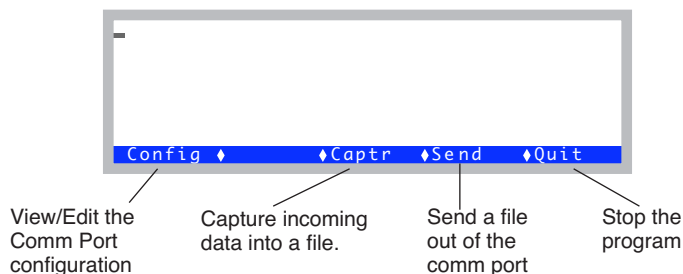 Config ♦ ♦Captr ♦Send ♦Quit
View/Edit the
Comm Port
configuration
Capture incoming
data into a file.
Send a file
out of the
comm port
Stop the
program